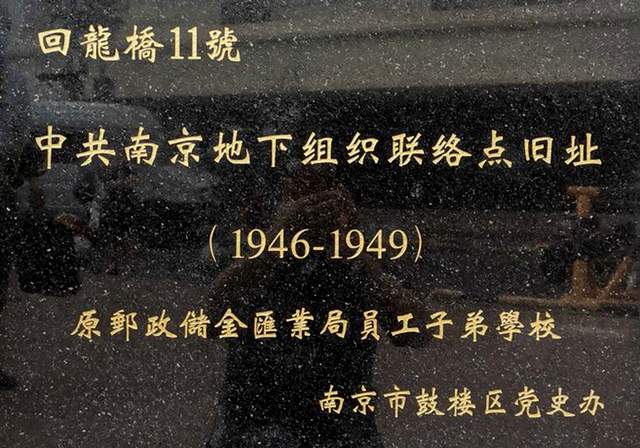 回龍橋11號
中共南京地下组织联络点旧址
（1946-1949）
原郵政儲金匯業局員工子弟學校
南京市鼓楼区党史办